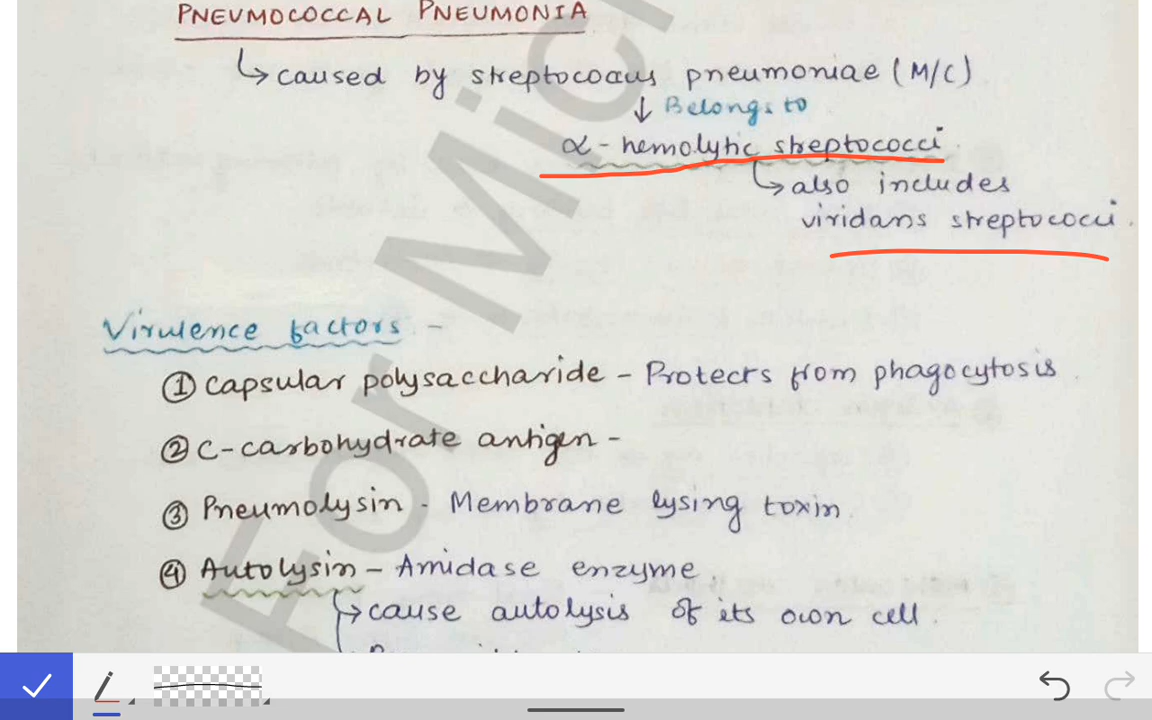 PNEUMOCOCCAL PNEUMONIA
↳ caused by streptococcus pneumoniae (M/C)
↓ Belongs to
α - hemolytic streptococci
↳ also includes
viridans streptococci.
Virulence factors -
① capsular polysaccharide - Protects from phagocytosis
② C-carbohydrate antigen -
③ Pneumolysin - Membrane lysing toxin
④ Autolysin - Amidase enzyme
↳ cause autolysis of its own cell
For Mic